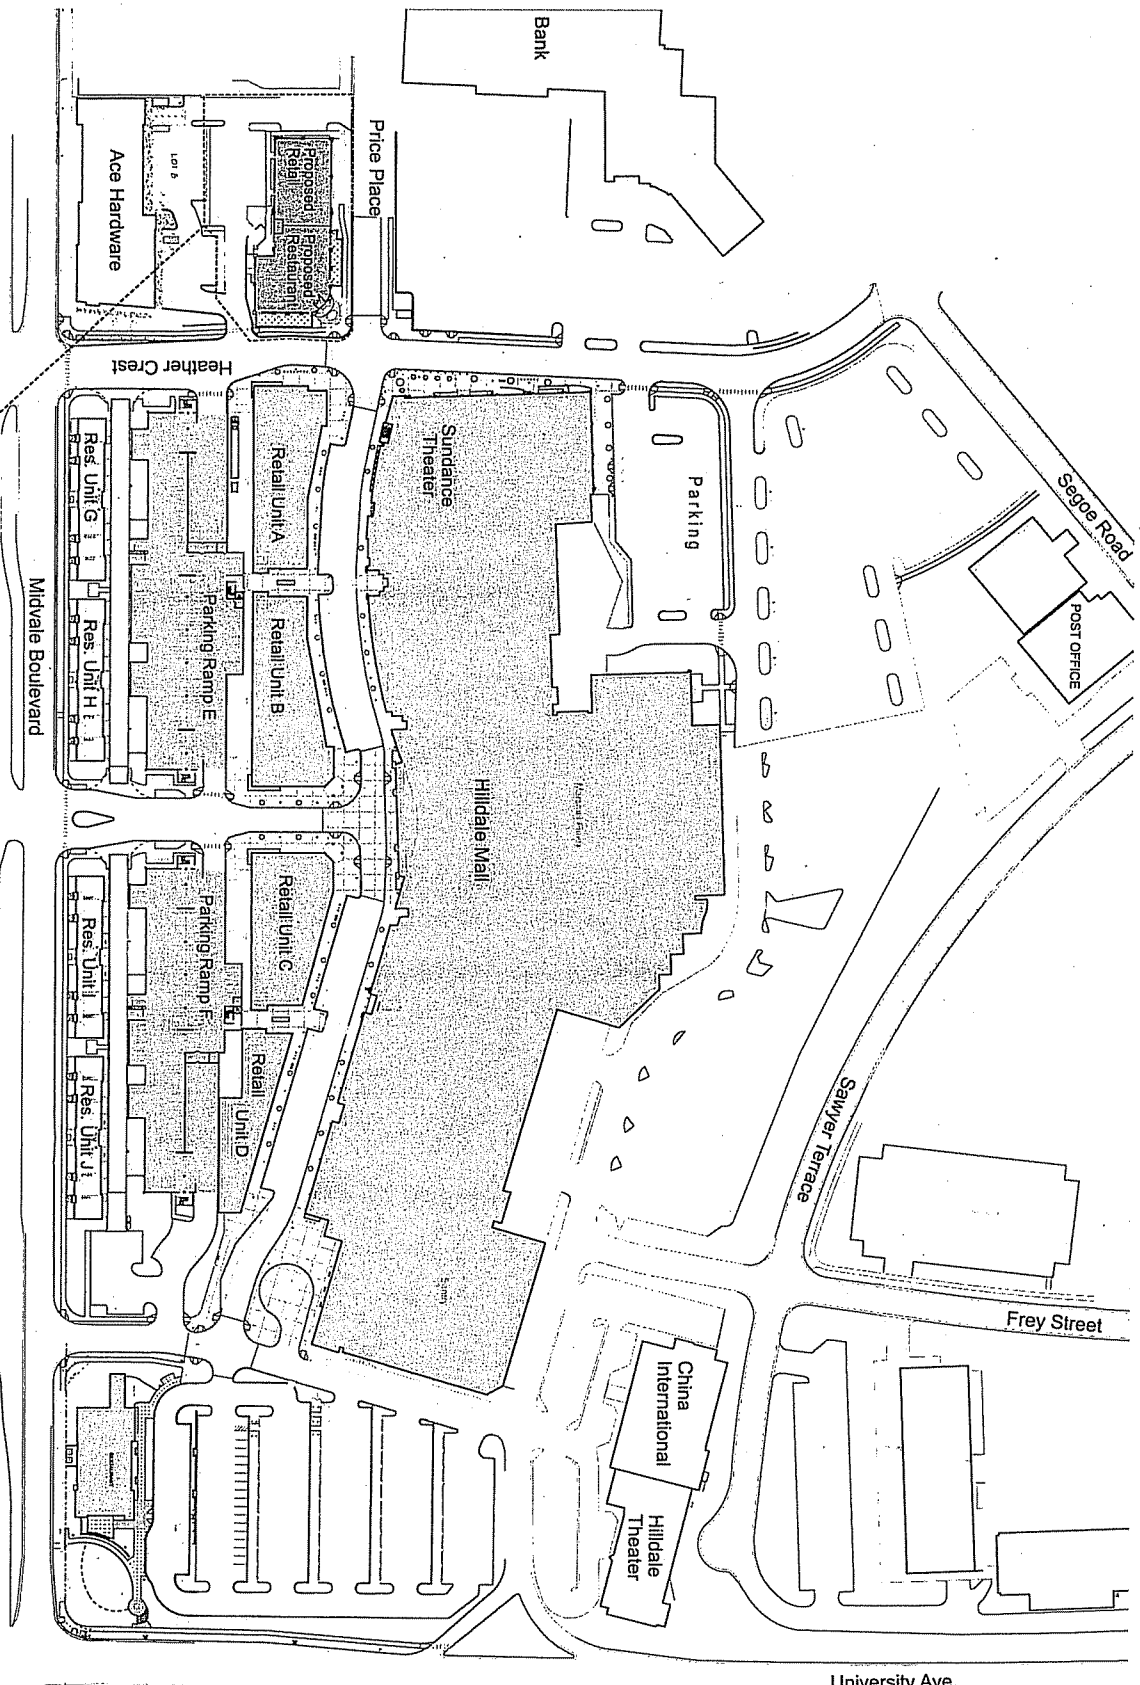 Bank
Price Place
Proposed
Retail
Proposed
Restaurant
LOT B
Ace Hardware
Heather Crest
Sundance
Theater
Parking
Segoe Road
POST OFFICE
Retail Unit A
Retail Unit B
Res. Unit G
Res. Unit H
Parking Ramp E
Midvale Boulevard
Hilldale Mall
Retail Unit C
Retail
Unit D
Parking Ramp F
Res. Unit I
Res. Unit J
Sawyer Terrace
Frey Street
China
International
Hilldale
Theater
University Ave.